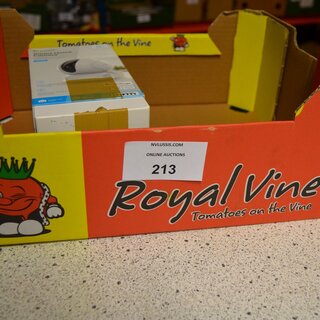 Tomatoes on the Vine
NVLUSSIS.COM
ONLINE AUCTIONS
213
Royal Vine
Tomatoes on the Vine